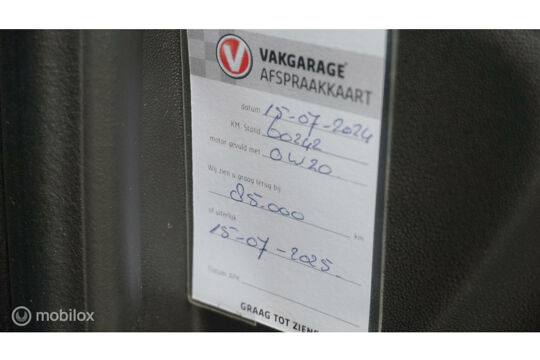 V
VAKGARAGE
AFSPRAAKKAART
datum 15-07-2024
KM. Stand 60242
motor gevuld met 0W20
Wij zien u graag terug bij
85.000 km
of uiterlijk
15-07-2025
GRAAG TOT ZIENS
mobilox